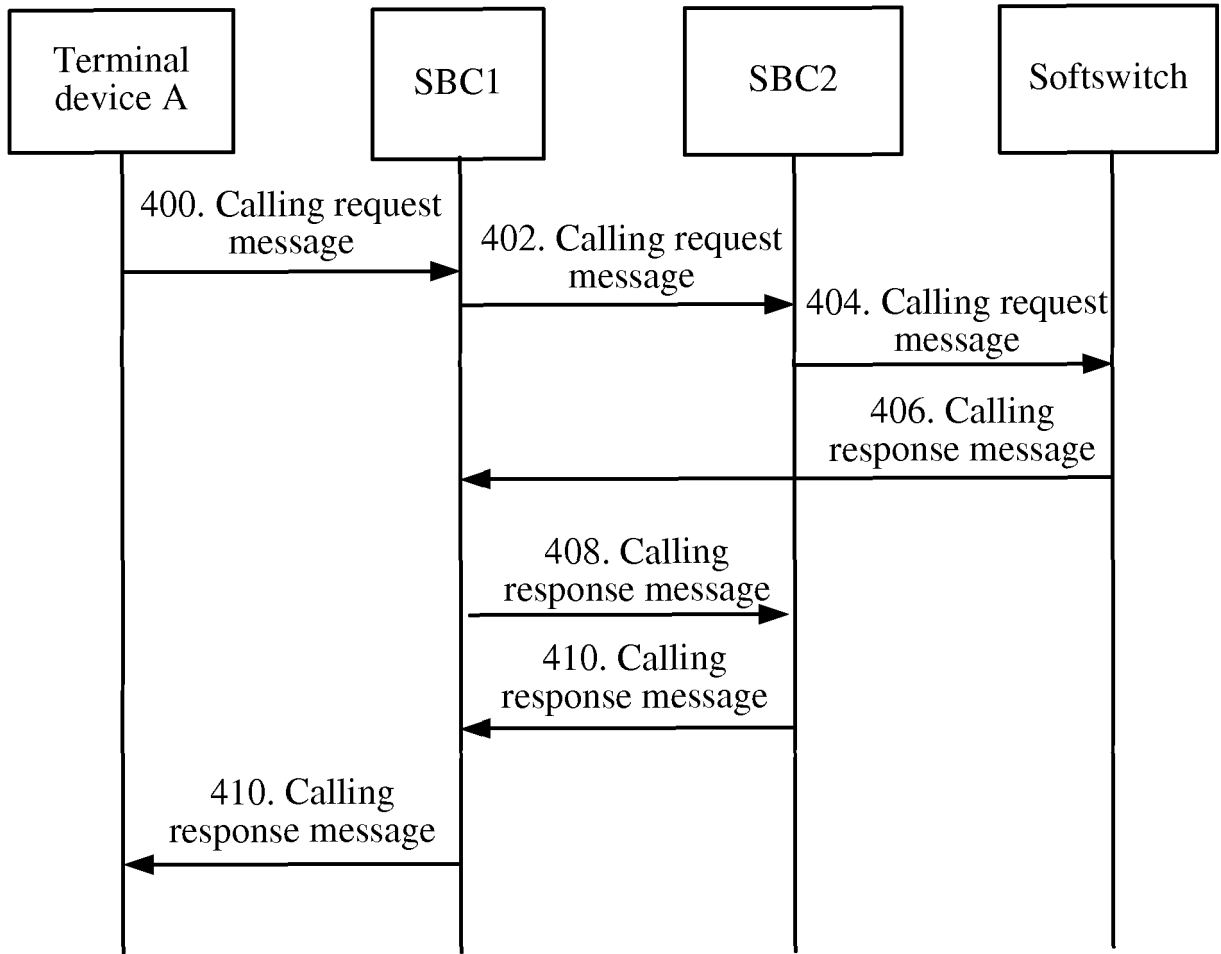 Terminal
device A
SBC1
SBC2
Softswitch
400. Calling request
message
402. Calling request
message
404. Calling request
message
406. Calling
response message
408. Calling
response message
410. Calling
response message
410. Calling
response message